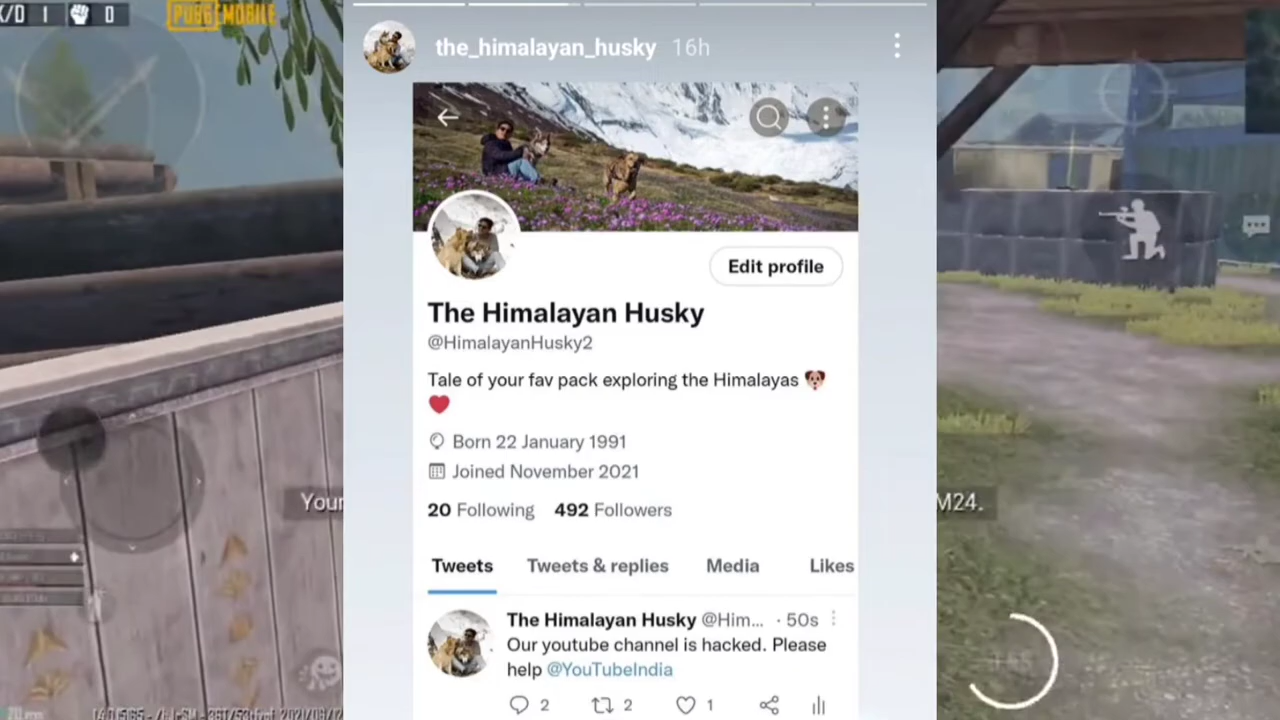 K/D 1 0
PUBG MOBILE
the_himalayan_husky 16h
Edit profile
The Himalayan Husky
@HimalayanHusky2
Tale of your fav pack exploring the Himalayas 🐶
❤️
Born 22 January 1991
Joined November 2021
20 Following 492 Followers
Tweets Tweets & replies Media Likes
The Himalayan Husky @Him... · 50s
Our youtube channel is hacked. Please
help @YouTubeIndia
2 2 1
Your
M24.